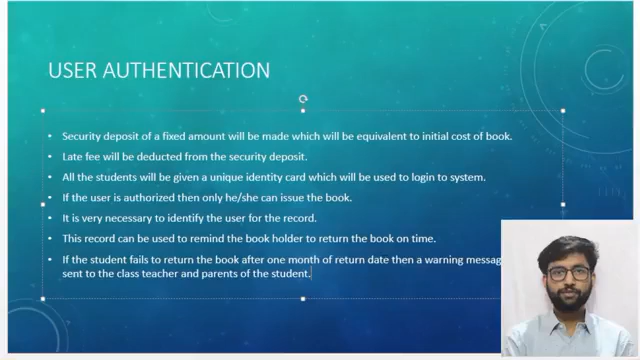 USER AUTHENTICATION
• Security deposit of a fixed amount will be made which will be equivalent to initial cost of book.
• Late fee will be deducted from the security deposit.
• All the students will be given a unique identity card which will be used to login to system.
• If the user is authorized then only he/she can issue the book.
• It is very necessary to identify the user for the record.
• This record can be used to remind the book holder to return the book on time.
• If the student fails to return the book after one month of return date then a warning
sent to the class teacher and parents of the student.